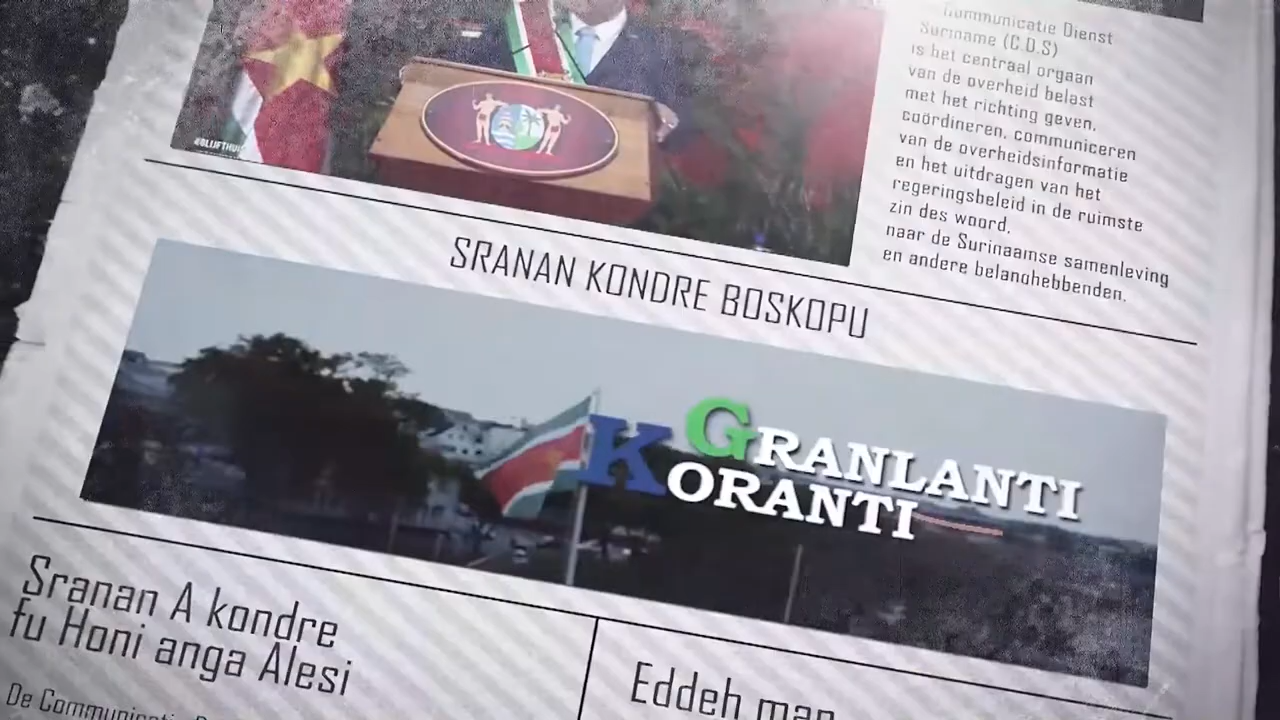 Communicatie Dienst
Suriname (C.D.S)
is het centraal orgaan
van de overheid belast
met het richting geven,
coördineren, communiceren
van de overheidsinformatie
en het uitdragen van het
regeringsbeleid in de ruimste
zin des woord,
naar de Surinaamse samenleving
en andere belanghebbenden.
SRANAN KONDRE BOSKOPU
GRANLANTI
KORANTI
Sranan A kondre
fu Honi anga Alesi
De
Eddeh man